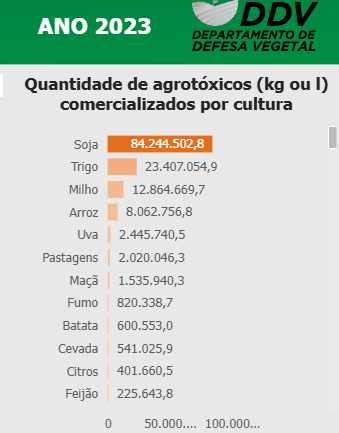 ANO 2023
DDV
DEPARTAMENTO DE
DEFESA VEGETAL
Quantidade de agrotóxicos (kg ou l)
comercializados por cultura
Soja 84.244.502,8
Trigo 23.407.054,9
Milho 12.864.669,7
Arroz 8.062.756,8
Uva 2.445.740,5
Pastagens 2.020.046,3
Maçã 1.535.940,3
Fumo 820.338,7
Batata 600.553,0
Cevada 541.025,9
Citros 401.660,5
Feijão 225.643,8
0 50.000.... 100.000...